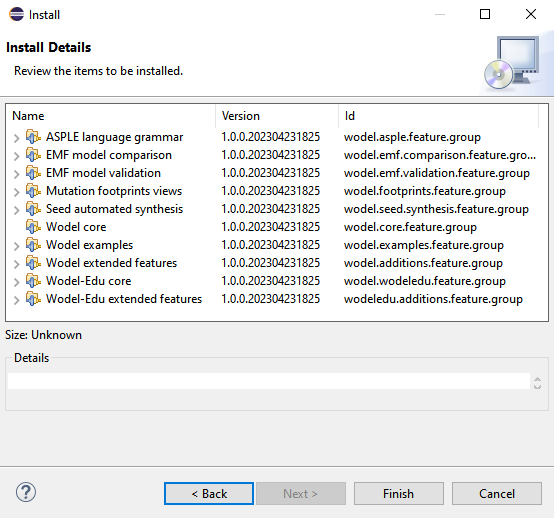 Install
Install Details
Review the items to be installed.
Name Version Id
ASPLE language grammar 1.0.0.202304231825 wodel.asple.feature.group
EMF model comparison 1.0.0.202304231825 wodel.emf.comparison.feature.gro...
EMF model validation 1.0.0.202304231825 wodel.emf.validation.feature.group
Mutation footprints views 1.0.0.202304231825 wodel.footprints.feature.group
Seed automated synthesis 1.0.0.202304231825 wodel.seed.synthesis.feature.group
Wodel core 1.0.0.202304231825 wodel.core.feature.group
Wodel examples 1.0.0.202304231825 wodel.examples.feature.group
Wodel extended features 1.0.0.202304231825 wodel.additions.feature.group
Wodel-Edu core 1.0.0.202304231825 wodel.wodeledu.feature.group
Wodel-Edu extended features 1.0.0.202304231825 wodeledu.additions.feature.group
Size: Unknown
Details
? < Back Next > Finish Cancel